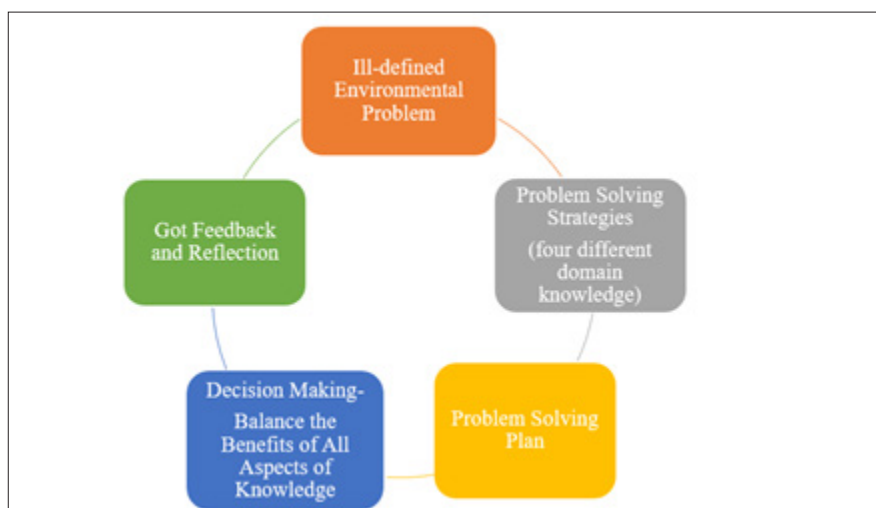 Ill-defined
Environmental
Problem
Problem Solving
Strategies
(four different
domain
knowledge)
Problem Solving
Plan
Decision Making-
Balance the
Benefits of All
Aspects of
Knowledge
Got Feedback
and Reflection